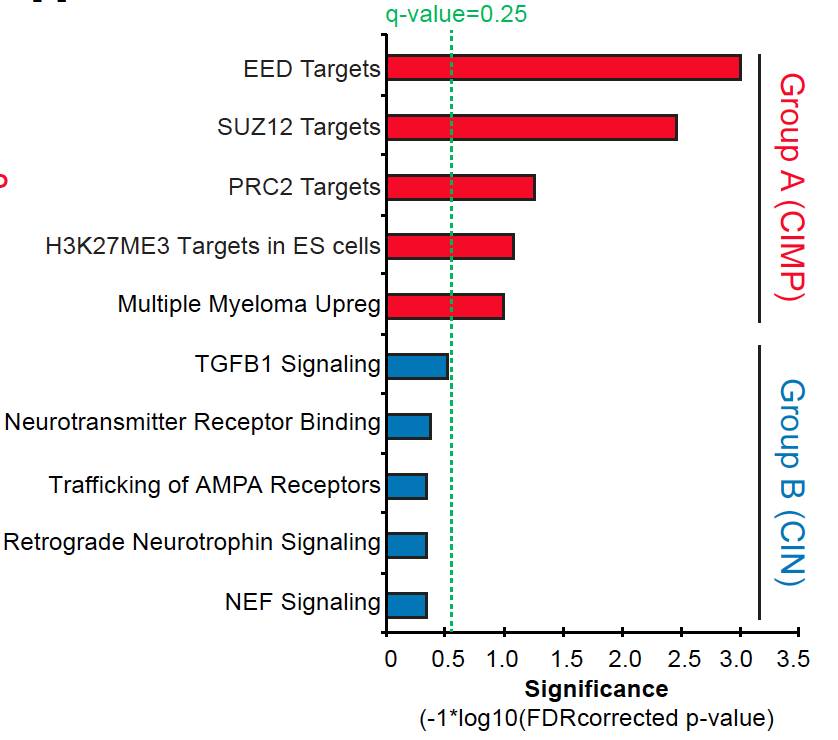 q-value=0.25
EED Targets
SUZ12 Targets
PRC2 Targets
H3K27ME3 Targets in ES cells
Multiple Myeloma Upreg
TGFB1 Signaling
Neurotransmitter Receptor Binding
Trafficking of AMPA Receptors
Retrograde Neurotrophin Signaling
NEF Signaling
Group A (CIMP)
Group B (CIN)
0 0.5 1.0 1.5 2.0 2.5 3.0 3.5
Significance
(-1*log10(FDRcorrected p-value)